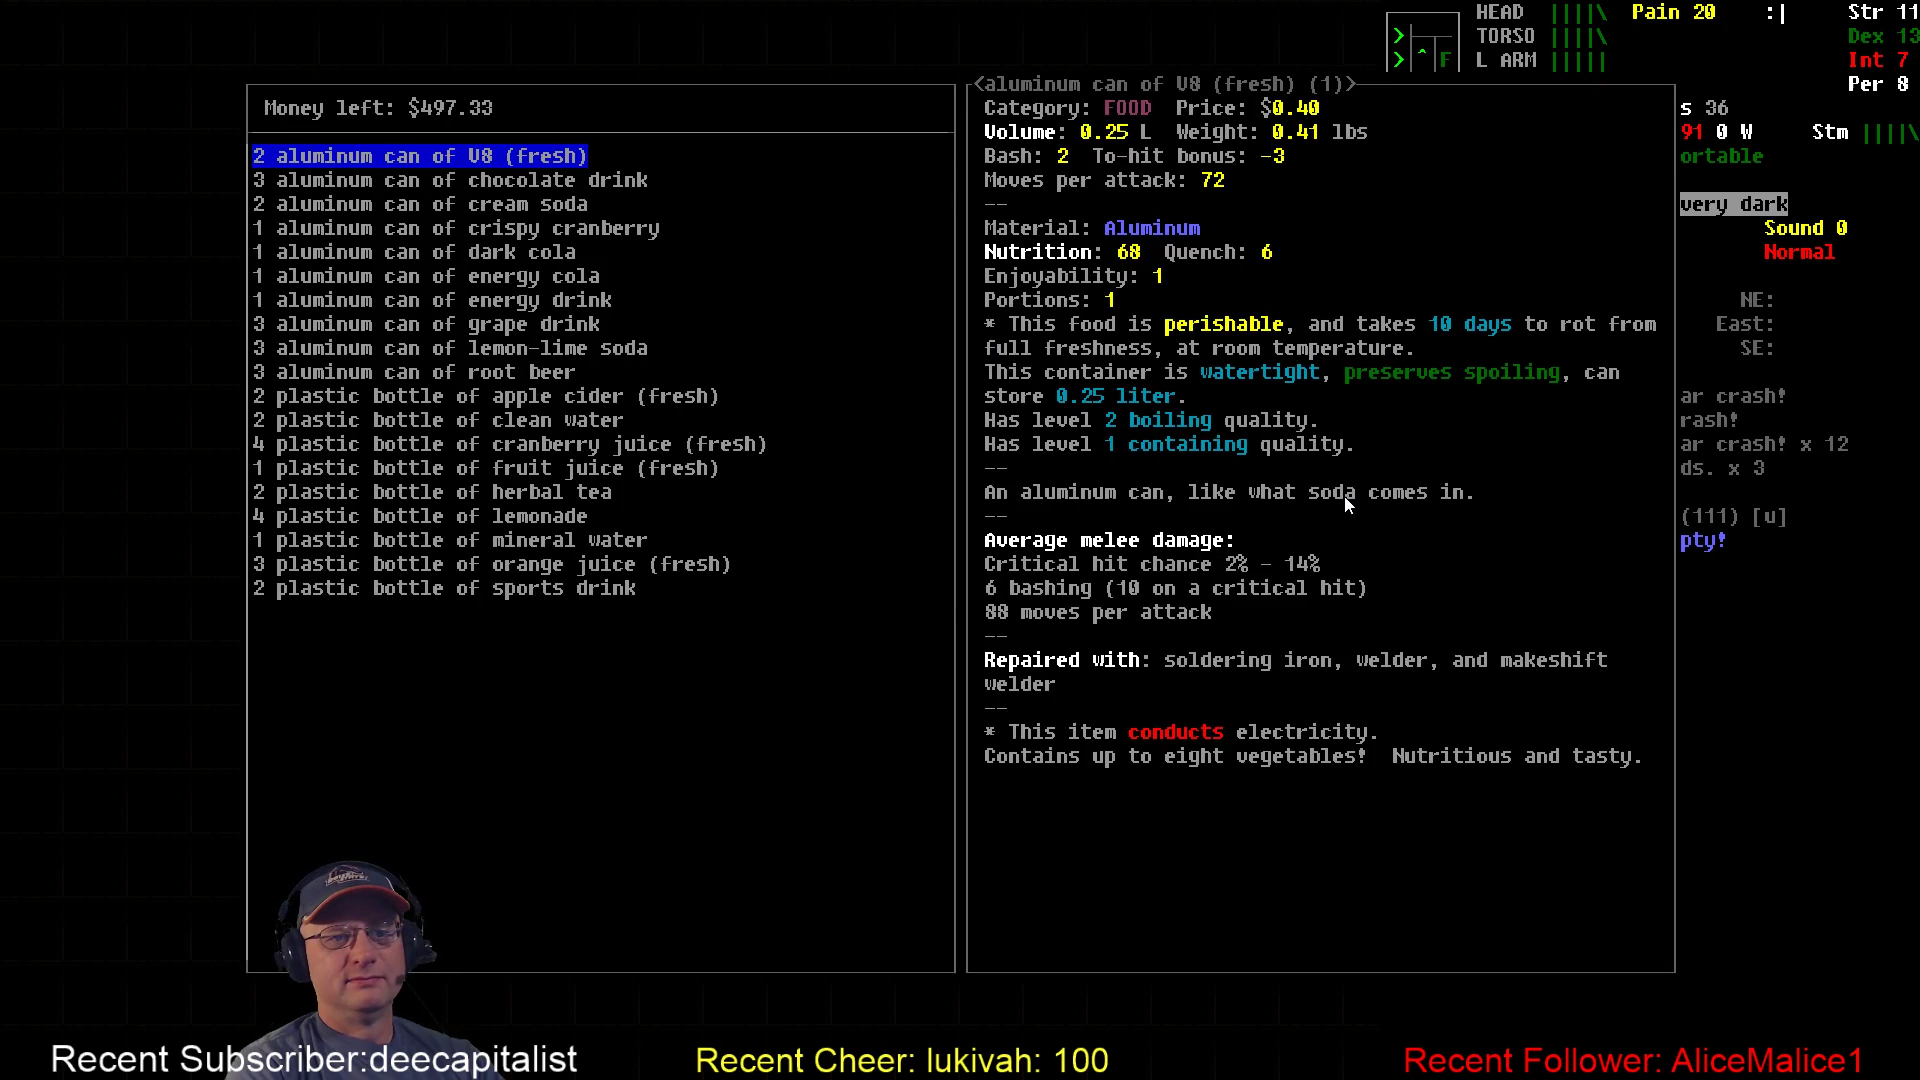 HEAD ||||\ Pain 20 :| Str 11
TORSO ||||\ Dex 13
L ARM ||||| Int 7
Per 8
> > ^ F
Money left: $497.33
2 aluminum can of V8 (fresh)
3 aluminum can of chocolate drink
2 aluminum can of cream soda
1 aluminum can of crispy cranberry
1 aluminum can of dark cola
1 aluminum can of energy cola
1 aluminum can of energy drink
3 aluminum can of grape drink
3 aluminum can of lemon-lime soda
3 aluminum can of root beer
2 plastic bottle of apple cider (fresh)
2 plastic bottle of clean water
4 plastic bottle of cranberry juice (fresh)
1 plastic bottle of fruit juice (fresh)
2 plastic bottle of herbal tea
4 plastic bottle of lemonade
1 plastic bottle of mineral water
3 plastic bottle of orange juice (fresh)
2 plastic bottle of sports drink
<aluminum can of V8 (fresh) (1)>
Category: FOOD Price: $0.40
Volume: 0.25 L Weight: 0.41 lbs
Bash: 2 To-hit bonus: -3
Moves per attack: 72
--
Material: Aluminum
Nutrition: 68 Quench: 6
Enjoyability: 1
Portions: 1
* This food is perishable, and takes 10 days to rot from
full freshness, at room temperature.
This container is watertight, preserves spoiling, can
store 0.25 liter.
Has level 2 boiling quality.
Has level 1 containing quality.
--
An aluminum can, like what soda comes in.
--
Average melee damage:
Critical hit chance 2% - 14%
6 bashing (10 on a critical hit)
88 moves per attack
--
Repaired with: soldering iron, welder, and makeshift
welder
--
* This item conducts electricity.
Contains up to eight vegetables! Nutritious and tasty.
s 36
91 0 W Stm ||||\
ortable
very dark
Sound 0
Normal
NE:
East:
SE:
ar crash!
rash!
ar crash! x 12
ds. x 3
(111) [u]
pty!
Recent Subscriber:deecapitalist
Recent Cheer: lukivah: 100
Recent Follower: AliceMalice1